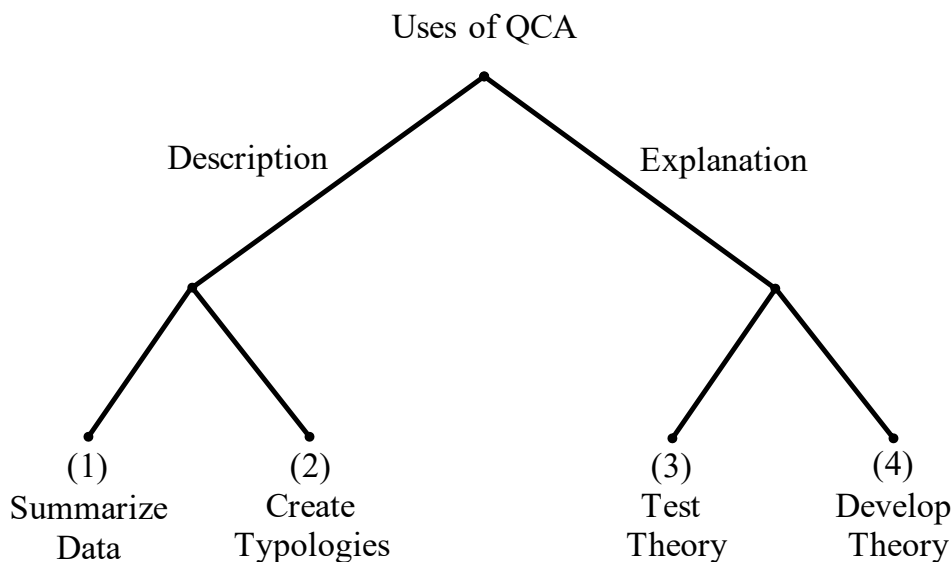 Uses of QCA
Description
Explanation
(1)
Summarize
Data
(2)
Create
Typologies
(3)
Test
Theory
(4)
Develop
Theory